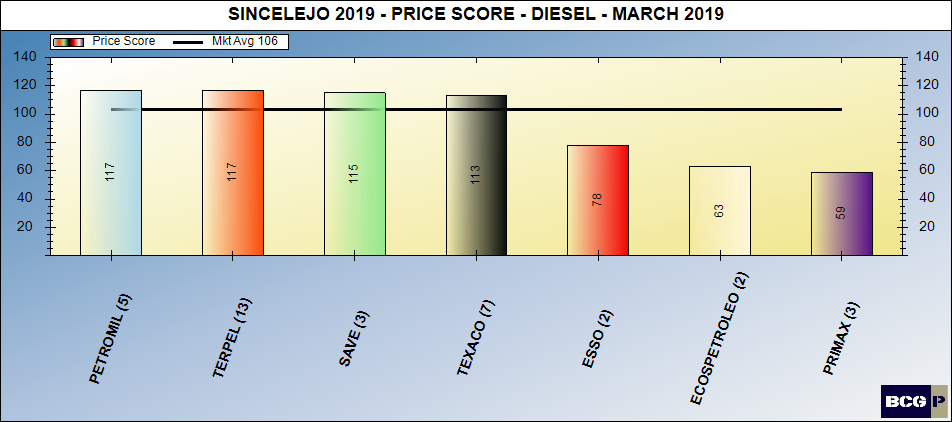 SINCELEJO 2019 - PRICE SCORE - DIESEL - MARCH 2019
Price Score Mkt Avg 106
140 140
120 120
100 100
80 80
60 60
40 40
20 20
117 117 115 113 78 63 59
PETROMIL (5) TERPEL (13) SAVE (3) TEXACO (7) ESSO (2) ECOSPETROLEO (2) PRIMAX (3)
BCG P